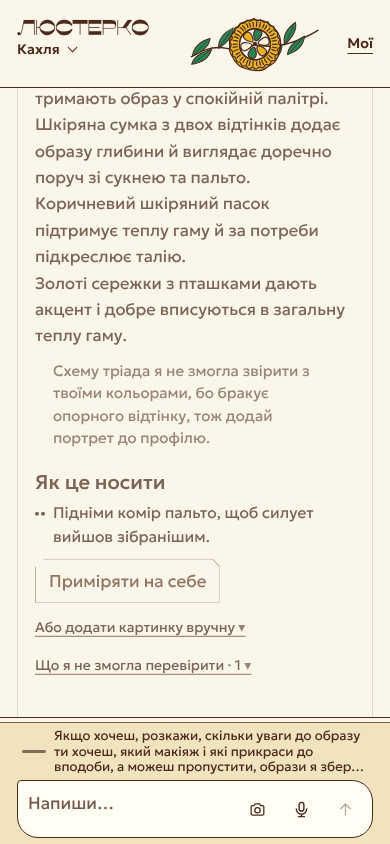 ЛЮСТЕРКО
Кахля
Мої
тримають образ у спокійній палітрі.
Шкіряна сумка з двох відтінків додає
образу глибини й виглядає доречно
поруч зі сукнею та пальто.
Коричневий шкіряний пасок
підтримує теплу гаму й за потреби
підкреслює талію.
Золоті сережки з пташками дають
акцент і добре вписуються в загальну
теплу гаму.
Схему тріада я не змогла звірити з
твоїми кольорами, бо бракує
опорного відтінку, тож додай
портрет до профілю.
Як це носити
•• Підніми комір пальто, щоб силует
вийшов зібранішим.
Приміряти на себе
Або додати картинку вручну ▾
Що я не змогла перевірити · 1 ▾
Якщо хочеш, розкажи, скільки уваги до образу
ти хочеш, який макіяж і які прикраси до
вподоби, а можеш пропустити, образи я збер…
Напиши…